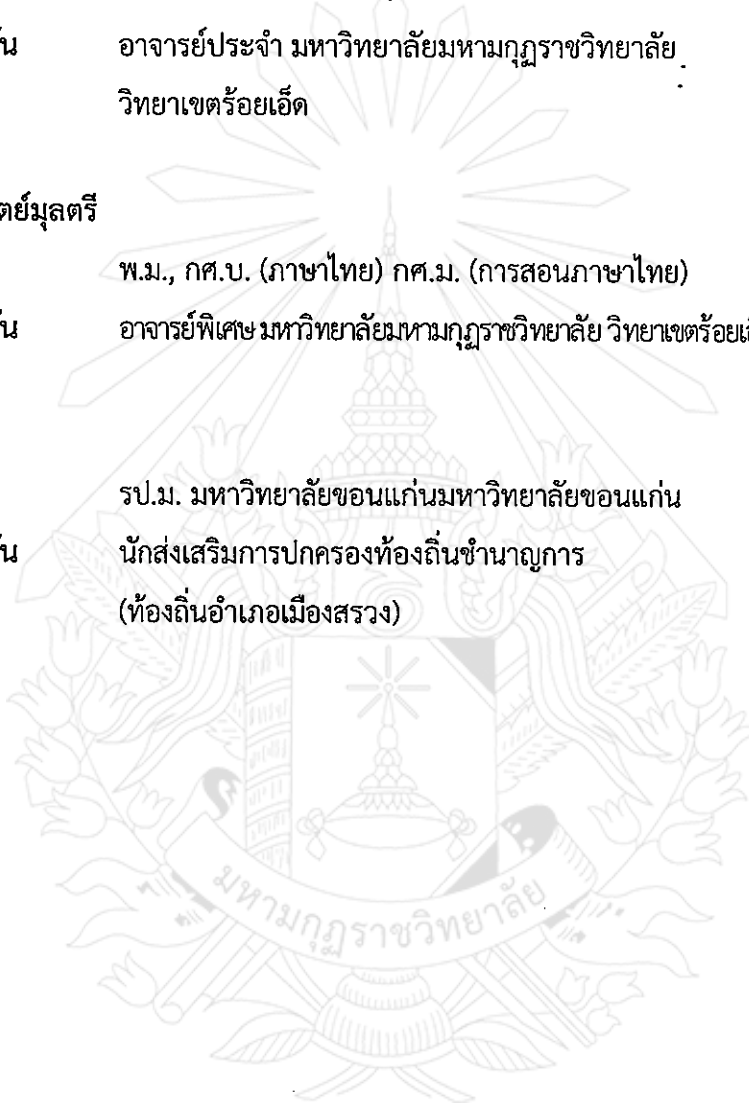 อาจารย์ประจำ มหาวิทยาลัยมหามกุฏราชวิทยาลัย
วิทยาเขตร้อยเอ็ด
ตย์มุลตรี
พ.ม., กศ.บ. (ภาษาไทย) กศ.ม. (การสอนภาษาไทย)
อาจารย์พิเศษ มหาวิทยาลัยมหามกุฏราชวิทยาลัย
วิทยาเขตร้อยเอ็
รป.ม. มหาวิทยาลัยขอนแก่นมหาวิทยาลัยขอนแก่น
นักส่งเสริมการปกครองท้องถิ่นชำนาญการ
(ท้องถิ่นอำเภอเมืองสรวง)
มหามกุฏราชวิทยาลัย